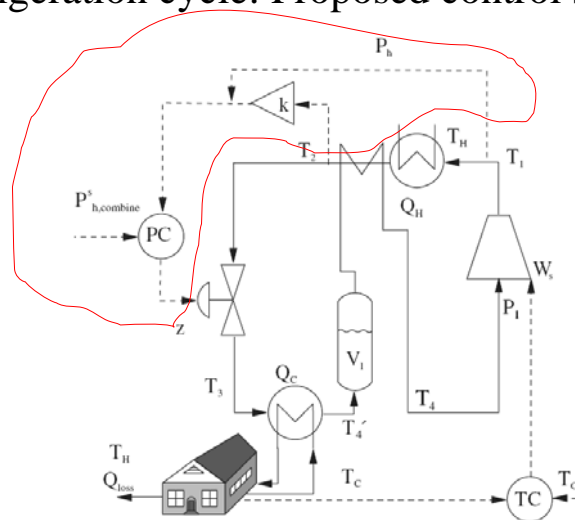 igeration cycle. Proposed control
P_h
k
T_H
T_2
T_1
P^s_h,combine
Q_H
PC
W_s
P_1
z
V_1
Q_C
T_3
T_4
T_4´
T_H
T_C
Q_loss
TC